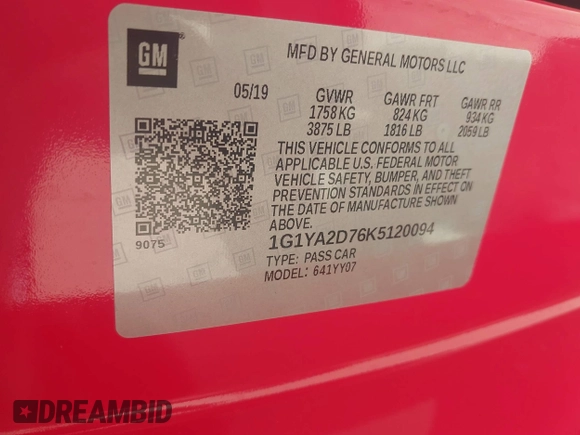 GM
MFD BY GENERAL MOTORS LLC
05/19 GVWR GAWR FRT GAWR RR
1758 KG 824 KG 934 KG
3875 LB 1816 LB 2059 LB
THIS VEHICLE CONFORMS TO ALL
APPLICABLE U.S. FEDERAL MOTOR
VEHICLE SAFETY, BUMPER, AND THEFT
PREVENTION STANDARDS IN EFFECT ON
THE DATE OF MANUFACTURE SHOWN
ABOVE.
9075
1G1YA2D76K5120094
TYPE: PASS CAR
MODEL: 641YY07
DREAMBID